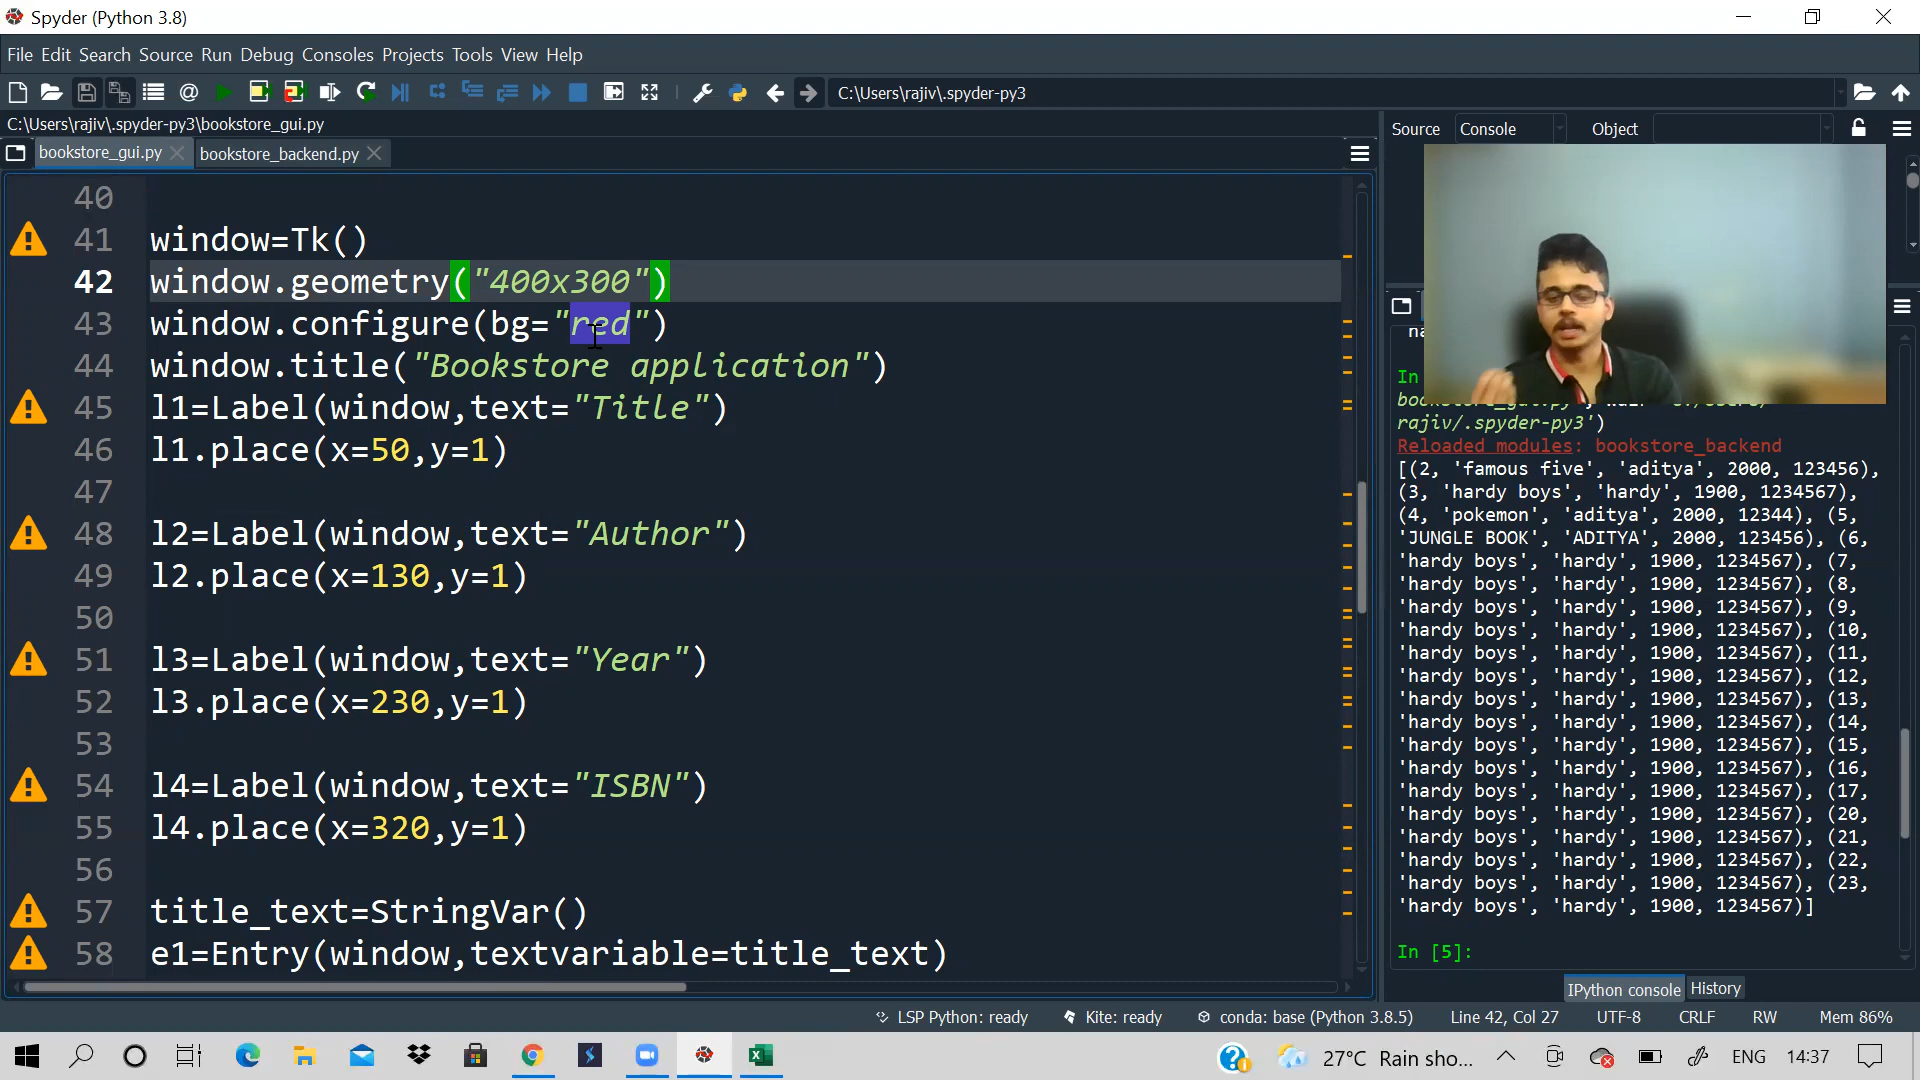 Spyder (Python 3.8)
File Edit Search Source Run Debug Consoles Projects Tools View Help
C:\Users\rajiv\.spyder-py3
C:\Users\rajiv\.spyder-py3\bookstore_gui.py
bookstore_gui.py
bookstore_backend.py
40
41 window=Tk()
42 window.geometry("400x300")
43 window.configure(bg="red")
44 window.title("Bookstore application")
45 l1=Label(window,text="Title")
46 l1.place(x=50,y=1)
47
48 l2=Label(window,text="Author")
49 l2.place(x=130,y=1)
50
51 l3=Label(window,text="Year")
52 l3.place(x=230,y=1)
53
54 l4=Label(window,text="ISBN")
55 l4.place(x=320,y=1)
56
57 title_text=StringVar()
58 e1=Entry(window,textvariable=title_text)
Source Console Object
na
In
rajiv/.spyder-py3')
Reloaded modules: bookstore_backend
[(2, 'famous five', 'aditya', 2000, 123456),
(3, 'hardy boys', 'hardy', 1900, 1234567),
(4, 'pokemon', 'aditya', 2000, 12344), (5,
'JUNGLE BOOK', 'ADITYA', 2000, 123456), (6,
'hardy boys', 'hardy', 1900, 1234567), (7,
'hardy boys', 'hardy', 1900, 1234567), (8,
'hardy boys', 'hardy', 1900, 1234567), (9,
'hardy boys', 'hardy', 1900, 1234567), (10,
'hardy boys', 'hardy', 1900, 1234567), (11,
'hardy boys', 'hardy', 1900, 1234567), (12,
'hardy boys', 'hardy', 1900, 1234567), (13,
'hardy boys', 'hardy', 1900, 1234567), (14,
'hardy boys', 'hardy', 1900, 1234567), (15,
'hardy boys', 'hardy', 1900, 1234567), (16,
'hardy boys', 'hardy', 1900, 1234567), (17,
'hardy boys', 'hardy', 1900, 1234567), (20,
'hardy boys', 'hardy', 1900, 1234567), (21,
'hardy boys', 'hardy', 1900, 1234567), (22,
'hardy boys', 'hardy', 1900, 1234567), (23,
'hardy boys', 'hardy', 1900, 1234567)]
In [5]:
IPython console History
LSP Python: ready Kite: ready conda: base (Python 3.8.5) Line 42, Col 27 UTF-8 CRLF RW Mem 86%
27°C Rain sho... ENG 14:37